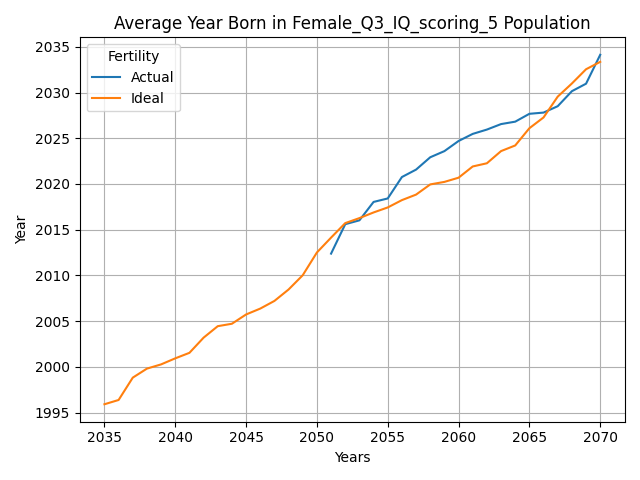 Average Year Born in Female_Q3_IQ_scoring_5 Population
Fertility
Actual
Ideal
2035
2030
2025
2020
2015
2010
2005
2000
1995
Year
2035 2040 2045 2050 2055 2060 2065 2070
Years